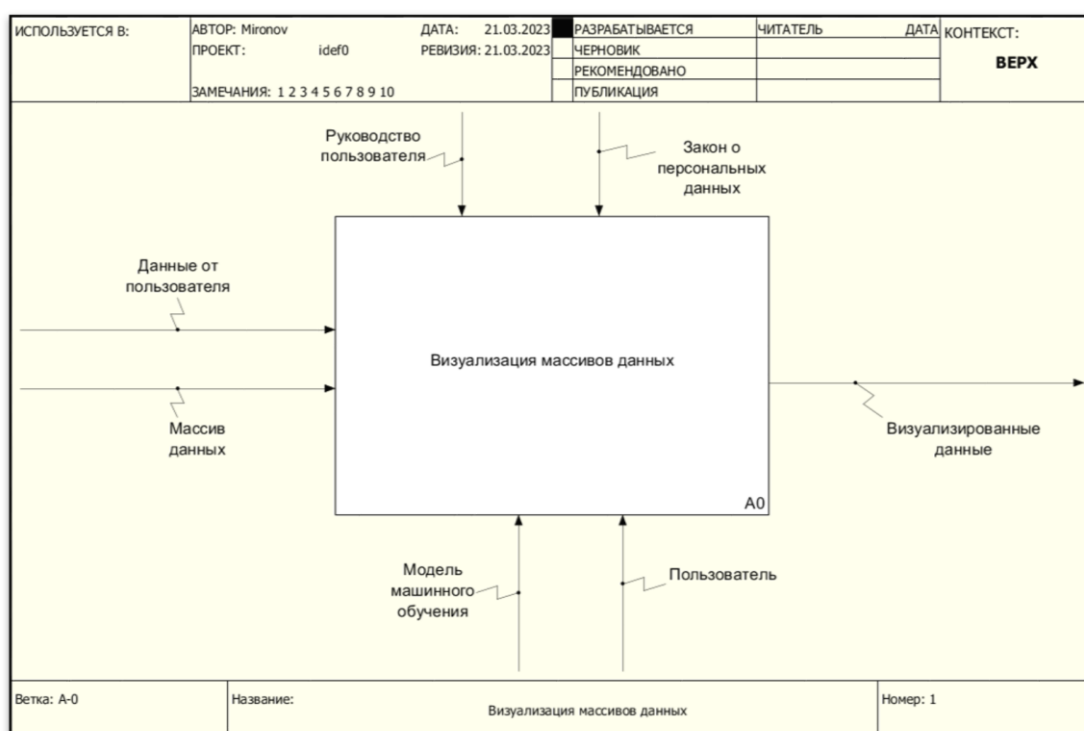 ИСПОЛЬЗУЕТСЯ В:
АВТОР: Mironov
ДАТА: 21.03.2023
РАЗРАБАТЫВАЕТСЯ
ЧИТАТЕЛЬ
ДАТА
КОНТЕКСТ:
ПРОЕКТ: idef0
РЕВИЗИЯ: 21.03.2023
ЧЕРНОВИК
ВЕРХ
РЕКОМЕНДОВАНО
ЗАМЕЧАНИЯ: 1 2 3 4 5 6 7 8 9 10
ПУБЛИКАЦИЯ
Руководство
пользователя
Закон о
персональных
данных
Данные от
пользователя
Визуализация массивов данных
Массив
данных
Визуализированные
данные
A0
Модель
машинного
обучения
Пользователь
Ветка: A-0
Название:
Визуализация массивов данных
Номер: 1